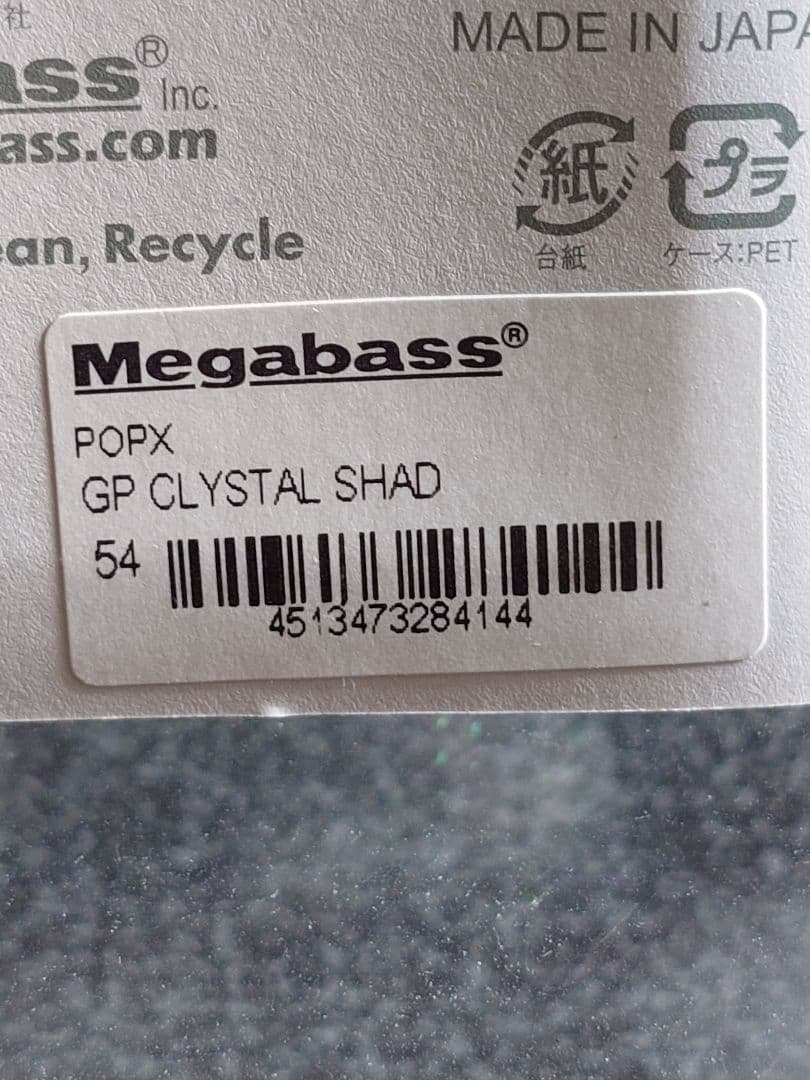 社
MADE IN JAPA
ass® Inc.
ass.com
紙
プラ
台紙
ケース:PET
ean, Recycle
Megabass®
POPX
GP CLYSTAL SHAD
54
4513473284144